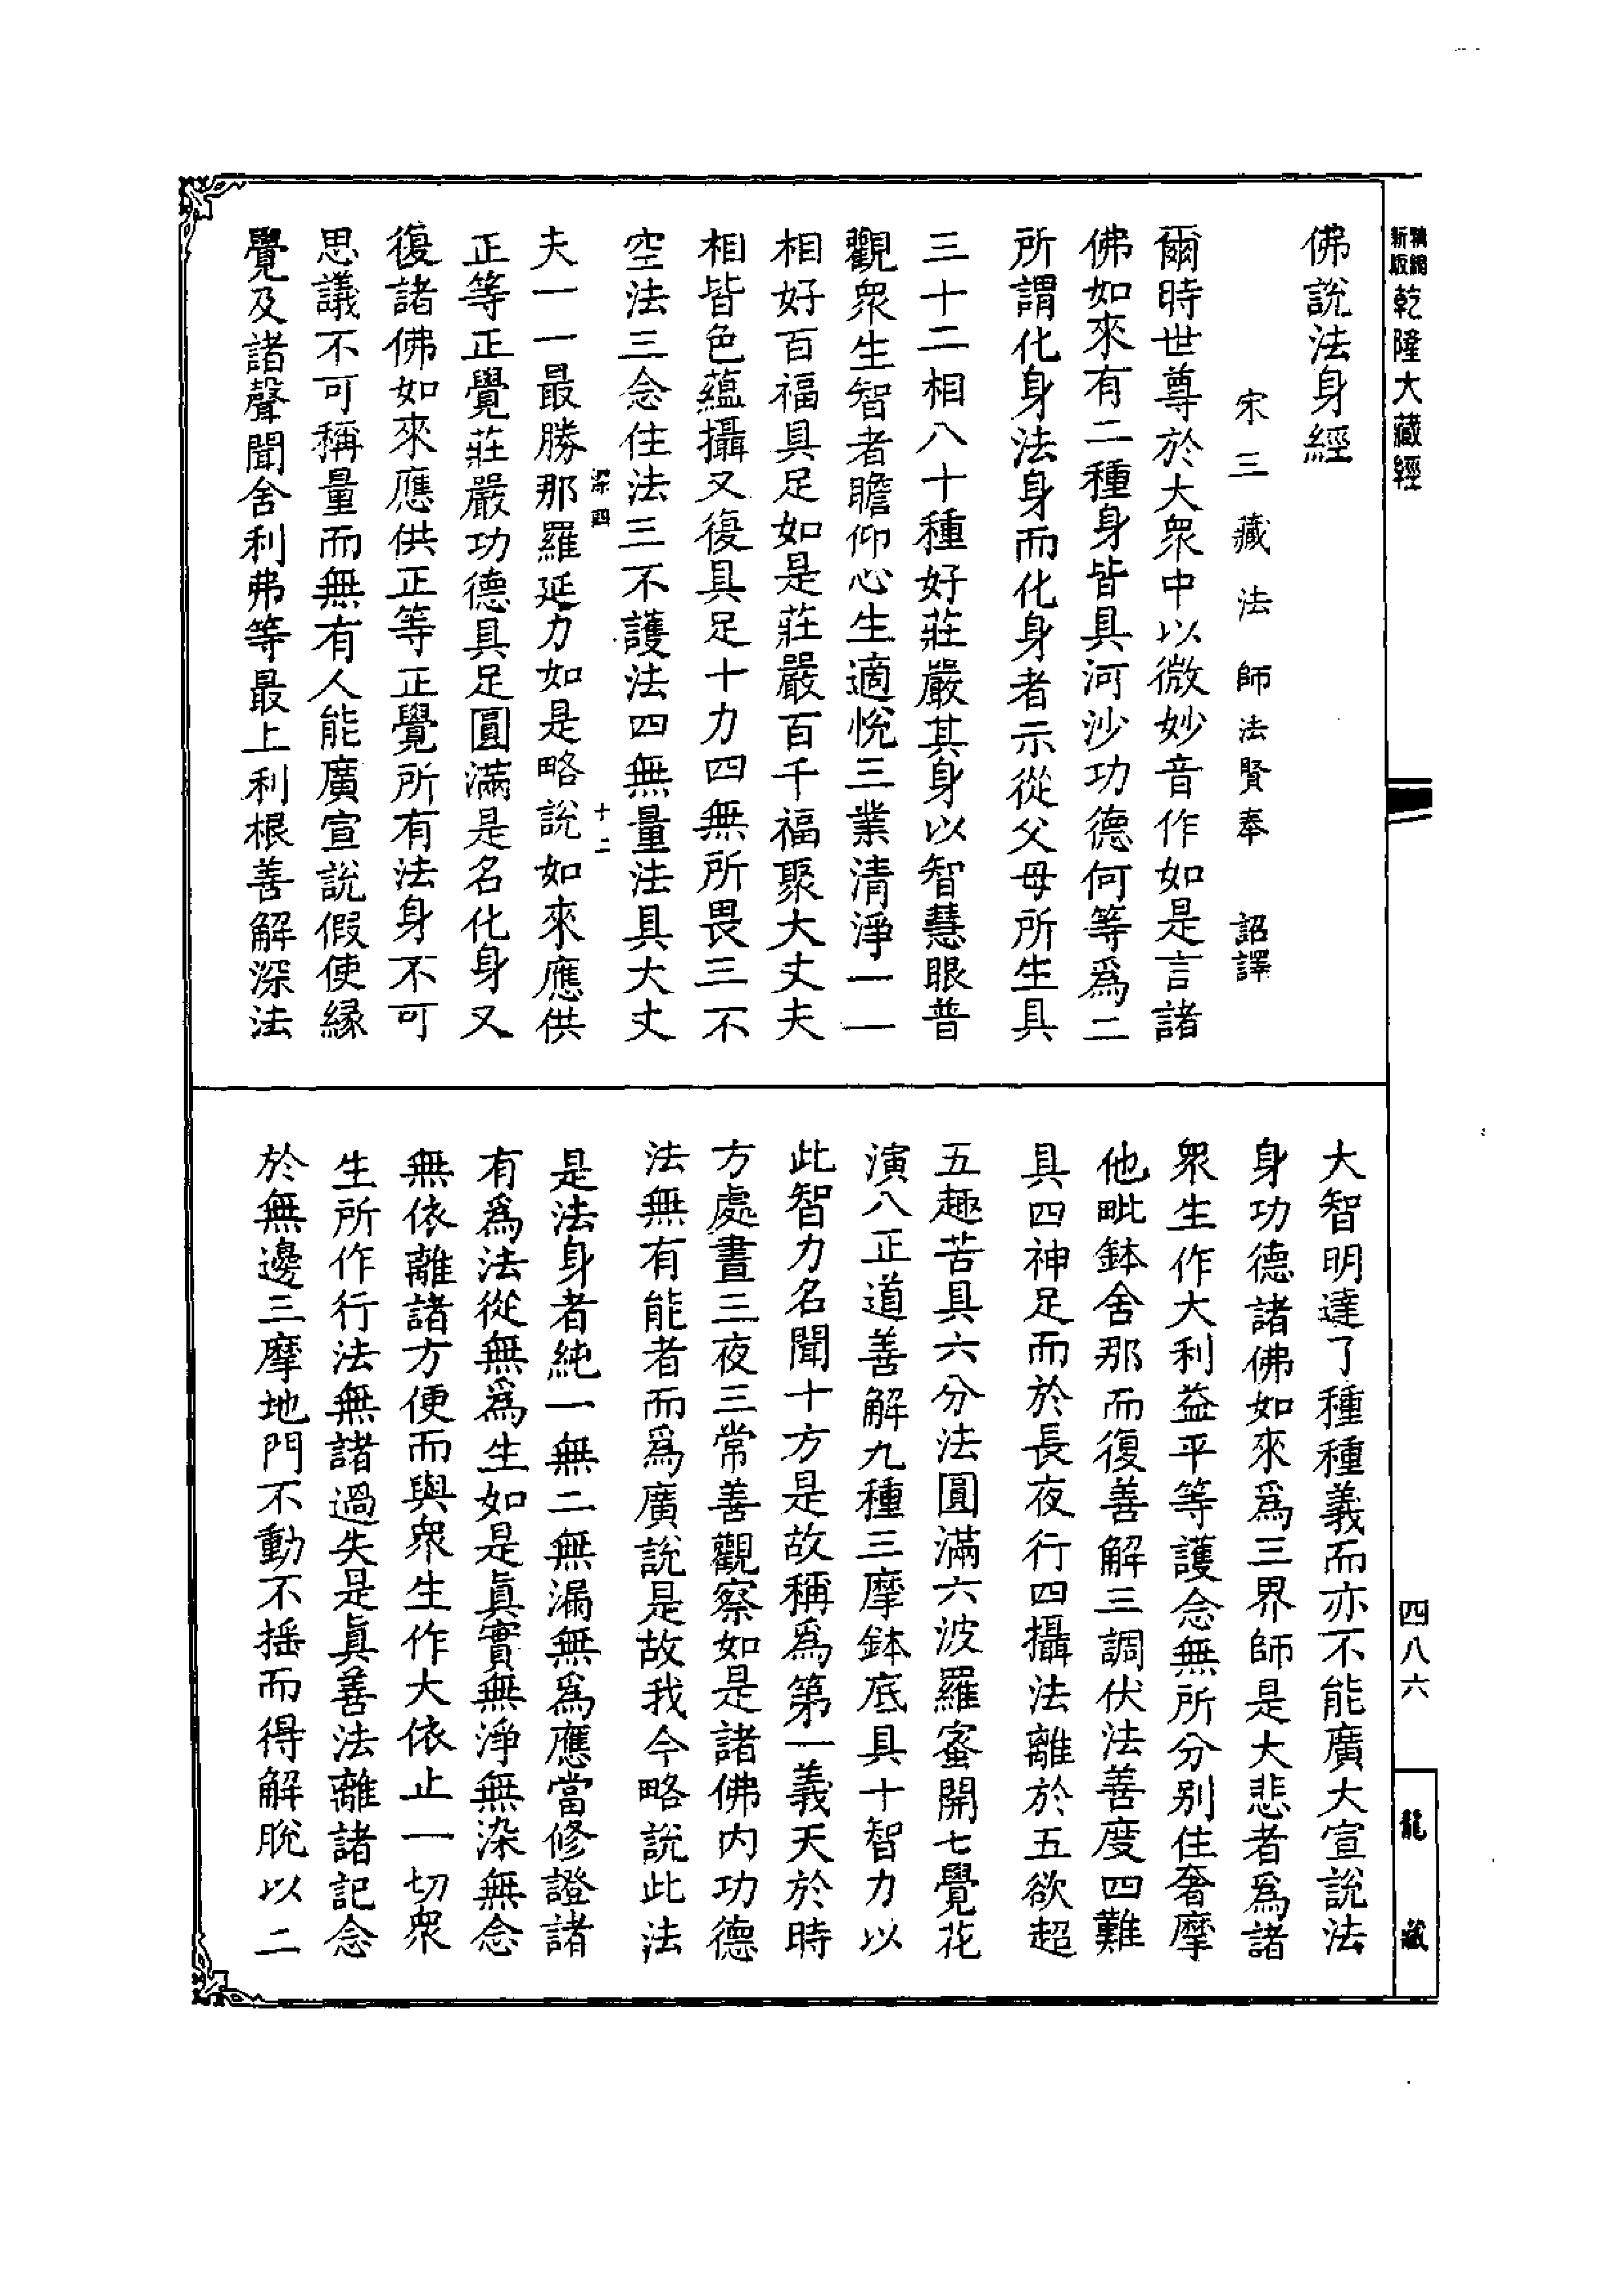 新版精縮乾隆大藏經
四八六
龍藏
佛說法身經
宋三藏法師法賢奉 詔譯
爾時世尊於大衆中以微妙音作如是言諸
佛如來有二種身皆具河沙功德何等爲二
所謂化身法身而化身者示從父母所生具
三十二相八十種好莊嚴其身以智慧眼普
觀衆生智者瞻仰心生適悅三業清淨一一
相好百福具足如是莊嚴百千福聚大丈夫
相皆色蘊攝又復具足十力四無所畏三不
空法三念住法三不護法四無量法具大丈
深四 十二
夫一一最勝那羅延力如是略說如來應供
正等正覺莊嚴功德具足圓滿是名化身又
復諸佛如來應供正等正覺所有法身不可
思議不可稱量而無有人能廣宣說假使緣
覺及諸聲聞舍利弗等最上利根善解深法
大智明達了種種義而亦不能廣大宣說法
身功德諸佛如來爲三界師是大悲者爲諸
衆生作大利益平等護念無所分別住奢摩
他毗鉢舍那而復善解三調伏法善度四難
具四神足而於長夜行四攝法離於五欲超
五趣苦具六分法圓滿六波羅蜜開七覺花
演八正道善解九種三摩鉢底具十智力以
此智力名聞十方是故稱爲第一義天於時
方處晝三夜三常善觀察如是諸佛內功德
法無有能者而爲廣說是故我今略說此法
是法身者純一無二無漏無爲應當修證諸
有爲法從無爲生如是眞實無淨無染無念
無依離諸方便而與衆生作大依止一切衆
生所作行法無諸過失是眞善法離諸記念
於無邊三摩地門不動不摇而得解脫以二